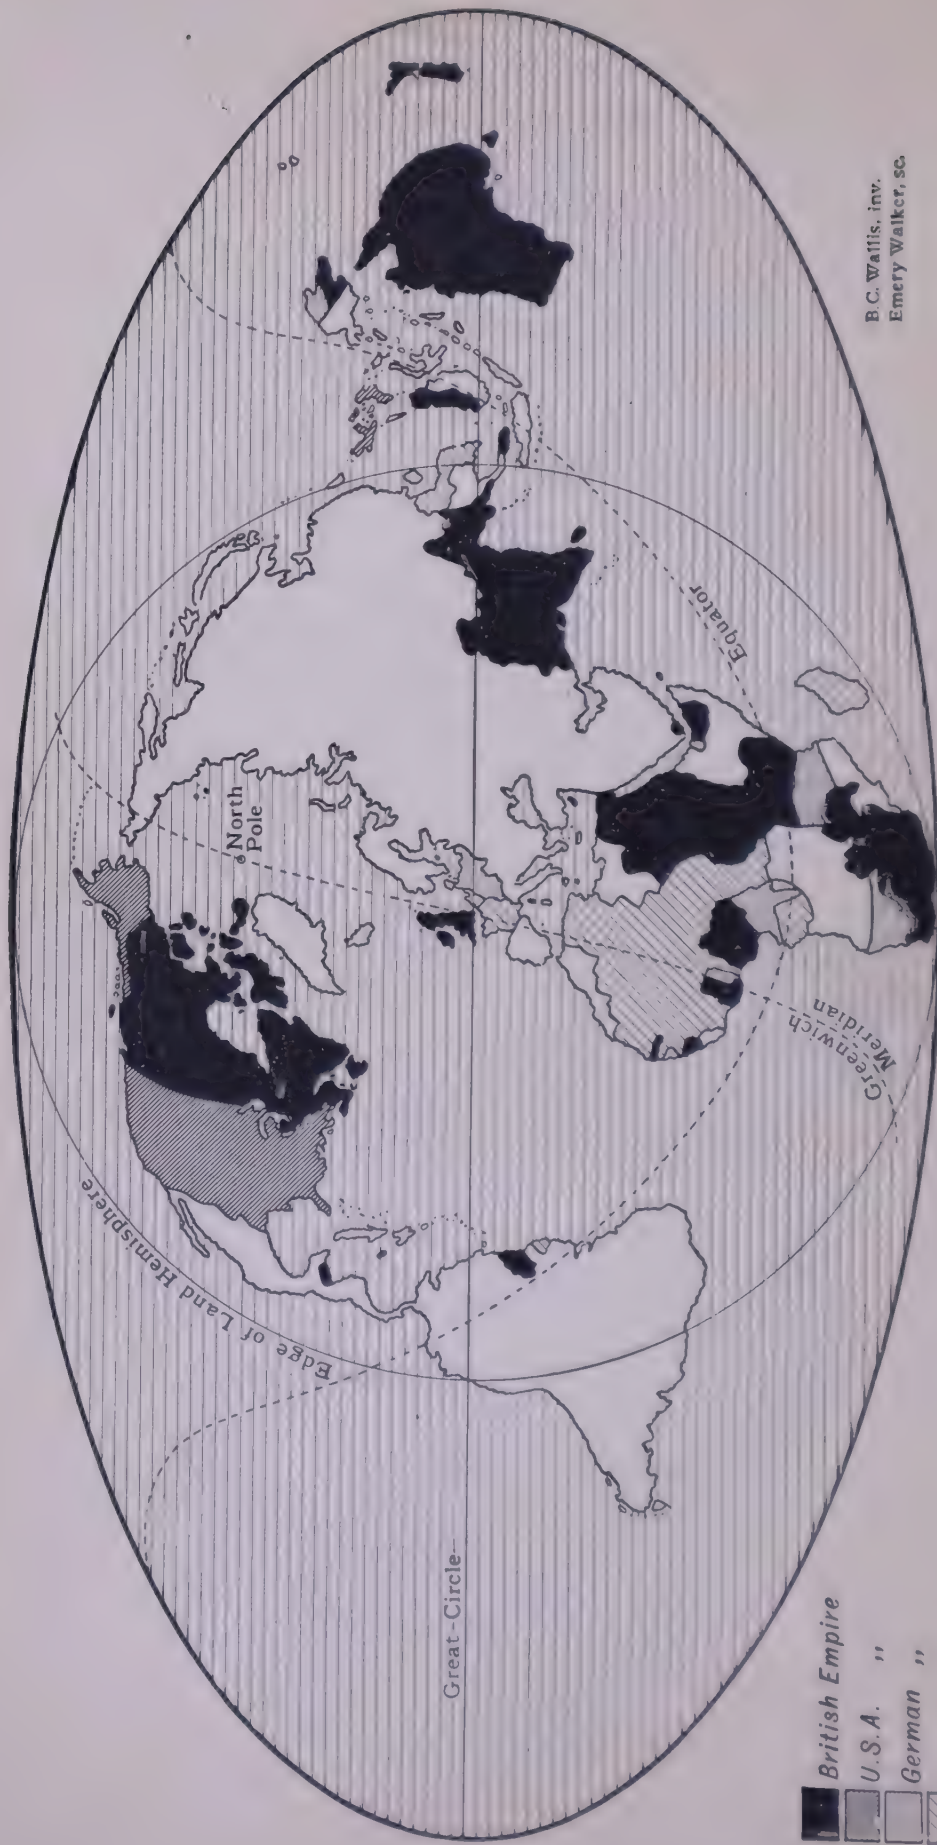 North
Pole
Edge of Land Hemisphere
Equator
Greenwich
Meridian
Great-Circle
B.C. Wallis, inv.
Emery Walker, sc.
British Empire
U.S.A. ,,
German ,,